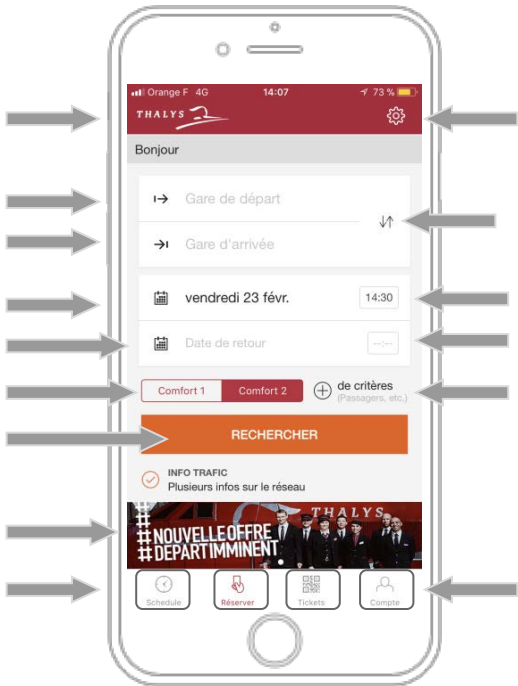 Orange F 4G 14:07 73 %
THALYS
Bonjour
Gare de départ
Gare d'arrivée
vendredi 23 févr. 14:30
Date de retour --:--
Comfort 1 Comfort 2 de critères
(Passagers, etc.)
RECHERCHER
INFO TRAFIC
Plusieurs infos sur le réseau
THALYS
#NOUVELLEOFFRE
#DEPARTIMMINENT
Schedule Réserver Tickets Compte